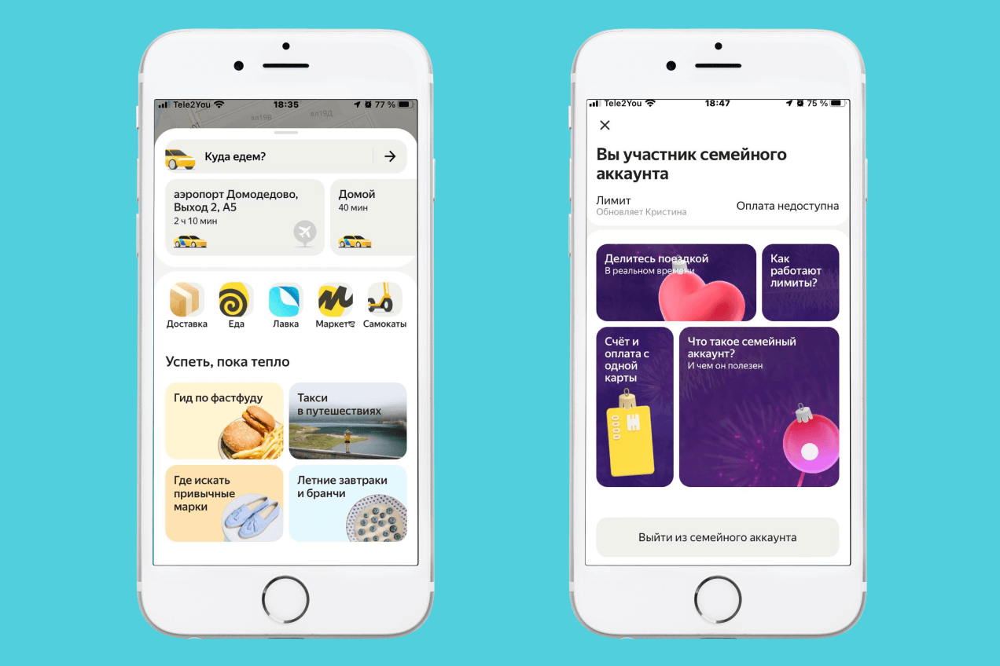 Tele2You
18:35
77 %
вл19В
вл19Д
Куда едем?
аэропорт Домодедово,
Выход 2, А5
2 ч 10 мин
Домой
40 мин
Доставка
Еда
Лавка
Маркет
Самокаты
Успеть, пока тепло
Гид по фастфуду
Такси
в путешествиях
Где искать
привычные
марки
Летние завтраки
и бранчи
Tele2You
18:47
75 %
Вы участник семейного
аккаунта
Лимит
Обновляет Кристина
Оплата недоступна
Делитесь поездкой
В реальном времени
Как
работают
лимиты?
Счёт и
оплата с
одной
карты
Что такое семейный
аккаунт?
И чем он полезен
Выйти из семейного аккаунта